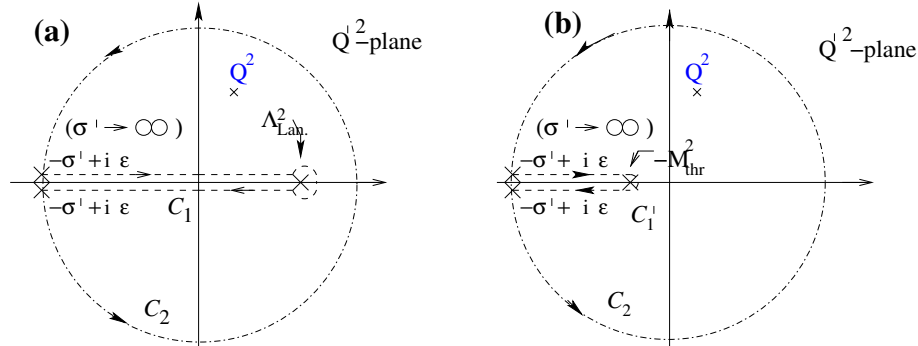 (a)
Q'²–plane
Q²
Λ²Lan.
(σ' → ∞)
–σ'+i ε
–σ'+i ε
C₁
C₂
(b)
Q'²–plane
Q²
(σ' → ∞)
–M²thr
–σ'+ i ε
–σ'+ i ε
C₁'
C₂